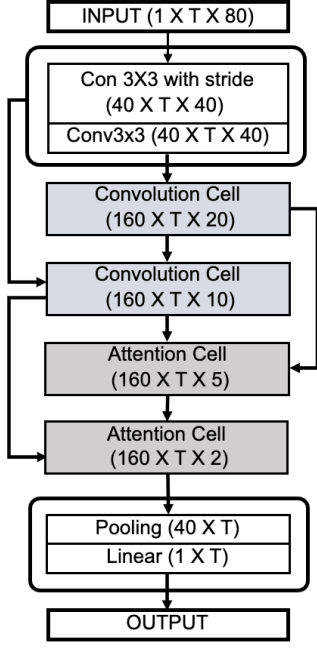 INPUT (1 X T X 80)
Con 3X3 with stride
(40 X T X 40)
Conv3x3 (40 X T X 40)
Convolution Cell
(160 X T X 20)
Convolution Cell
(160 X T X 10)
Attention Cell
(160 X T X 5)
Attention Cell
(160 X T X 2)
Pooling (40 X T)
Linear (1 X T)
OUTPUT